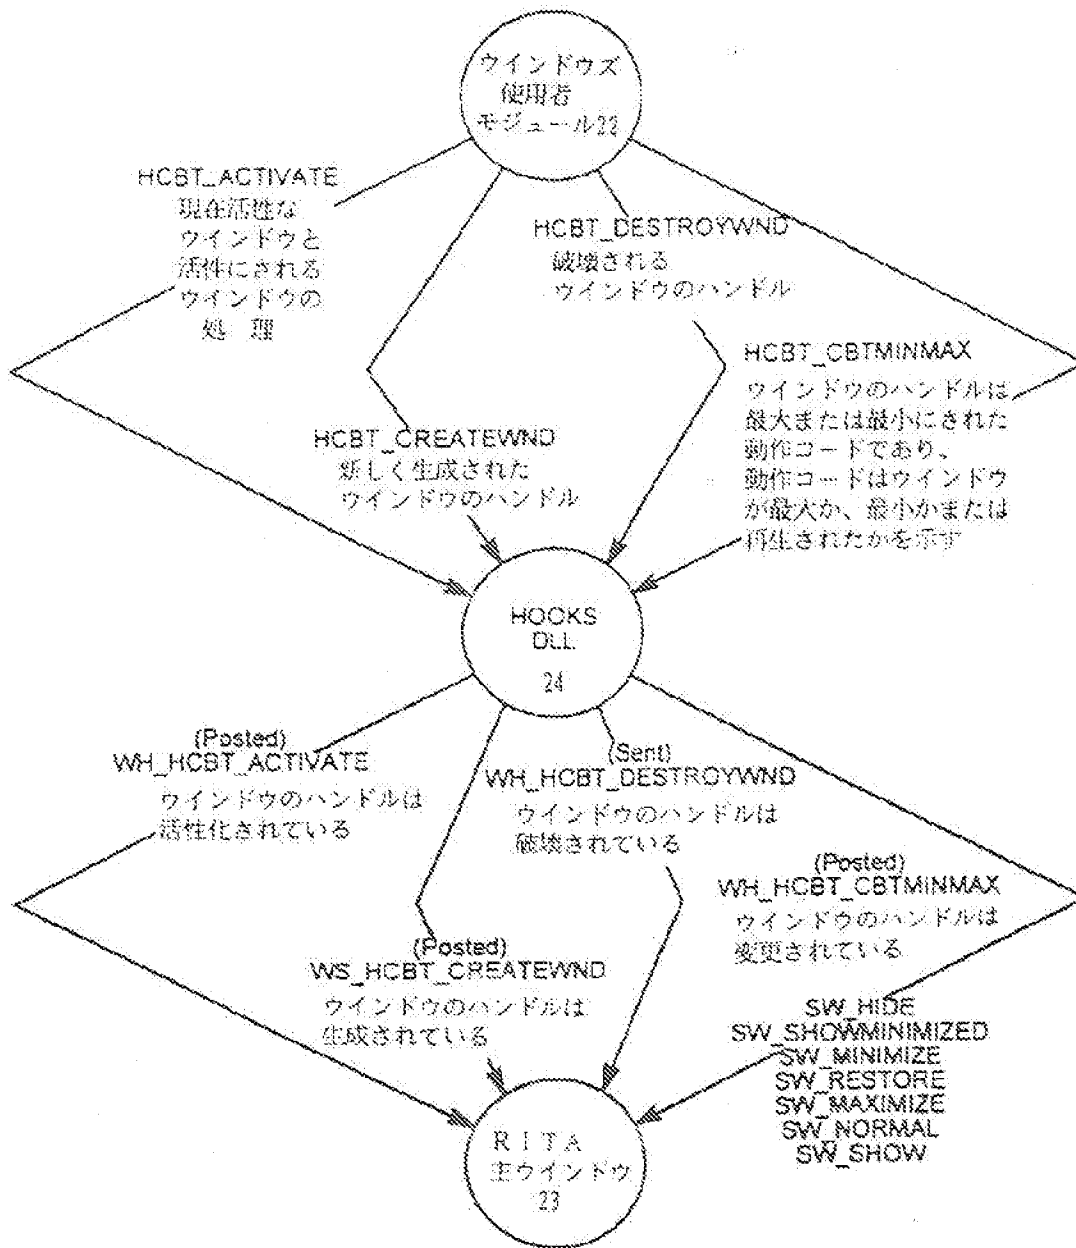 ウインドウズ
使用者
モジュール22
HCBT_ACTIVATE
現在活性な
ウインドウと
活件にされる
ウインドウの
処 理
HCBT_DESTROYWND
破壊される
ウインドウのハンドル
HCBT_CBTMINMAX
ウインドウのハンドルは
最大または最小にされた
動作コードであり、
動作コードはウインドウ
が最大か、最小かまたは
再生されたかを示す
HCBT_CREATEWND
新しく生成された
ウインドウのハンドル
HOOKS
DLL
24
(Posted)
WH_HCBT_ACTIVATE
ウインドウのハンドルは
活性化されている
(Sent)
WH_HCBT_DESTROYWND
ウインドウのハンドルは
破壊されている
(Posted)
WH_HCBT_CBTMINMAX
ウインドウのハンドルは
変更されている
(Posted)
WS_HCBT_CREATEWND
ウインドウのハンドルは
生成されている
SW_HIDE
SW_SHOWMINIMIZED
SW_MINIMIZE
SW_RESTORE
SW_MAXIMIZE
SW_NORMAL
SW_SHOW
RITA
主ウインドウ
23